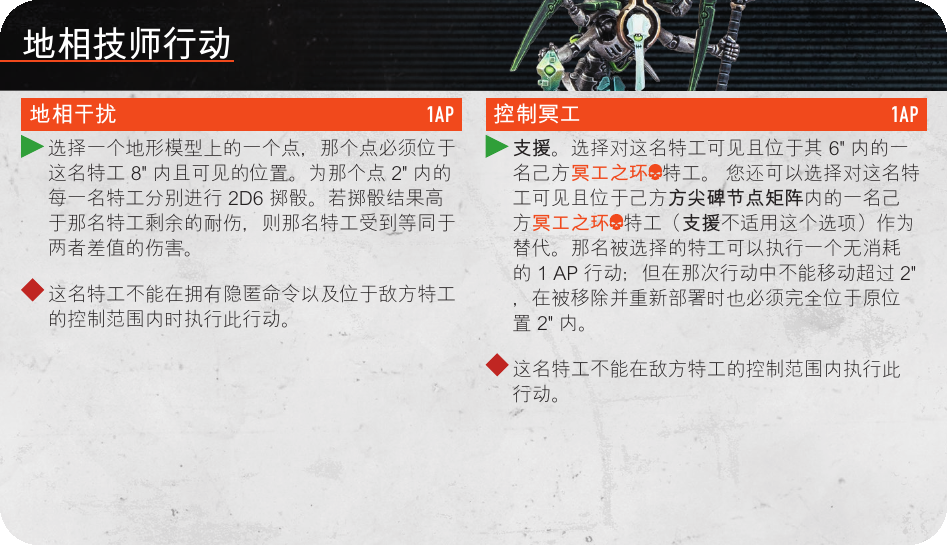 地相技师行动
地相干扰 1AP
选择一个地形模型上的一个点，那个点必须位于
这名特工 8" 内且可见的位置。为那个点 2" 内的
每一名特工分别进行 2D6 掷骰。若掷骰结果高
于那名特工剩余的耐伤，则那名特工受到等同于
两者差值的伤害。
这名特工不能在拥有隐匿命令以及位于敌方特工
的控制范围内时执行此行动。
控制冥工 1AP
支援。选择对这名特工可见且位于其 6" 内的一
名己方冥工之环特工。 您还可以选择对这名特
工可见且位于己方方尖碑节点矩阵内的一名己
方冥工之环特工（支援不适用这个选项）作为
替代。那名被选择的特工可以执行一个无消耗
的 1 AP 行动；但在那次行动中不能移动超过 2"
，在被移除并重新部署时也必须完全位于原位
置 2" 内。
这名特工不能在敌方特工的控制范围内执行此
行动。